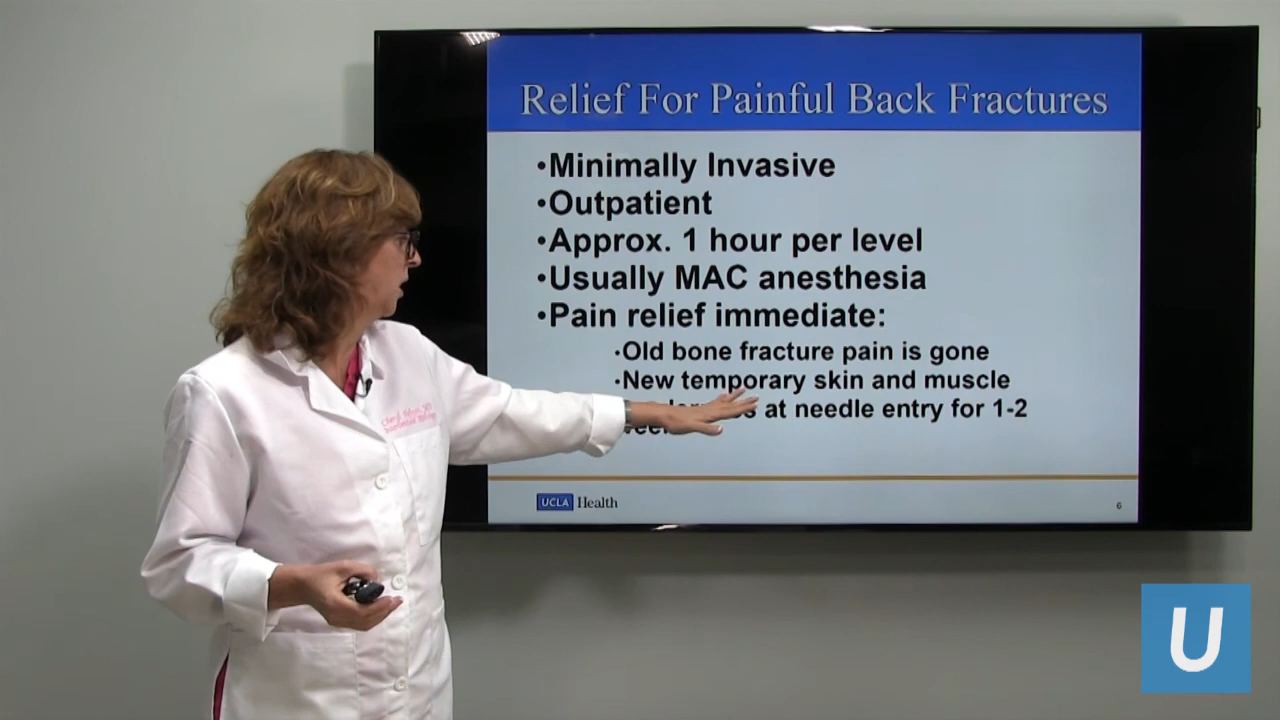 Relief For Painful Back Fractures
•Minimally Invasive
•Outpatient
•Approx. 1 hour per level
•Usually MAC anesthesia
•Pain relief immediate:
•Old bone fracture pain is gone
•New temporary skin and muscle
at needle entry for 1-2
UCLA Health
6
U